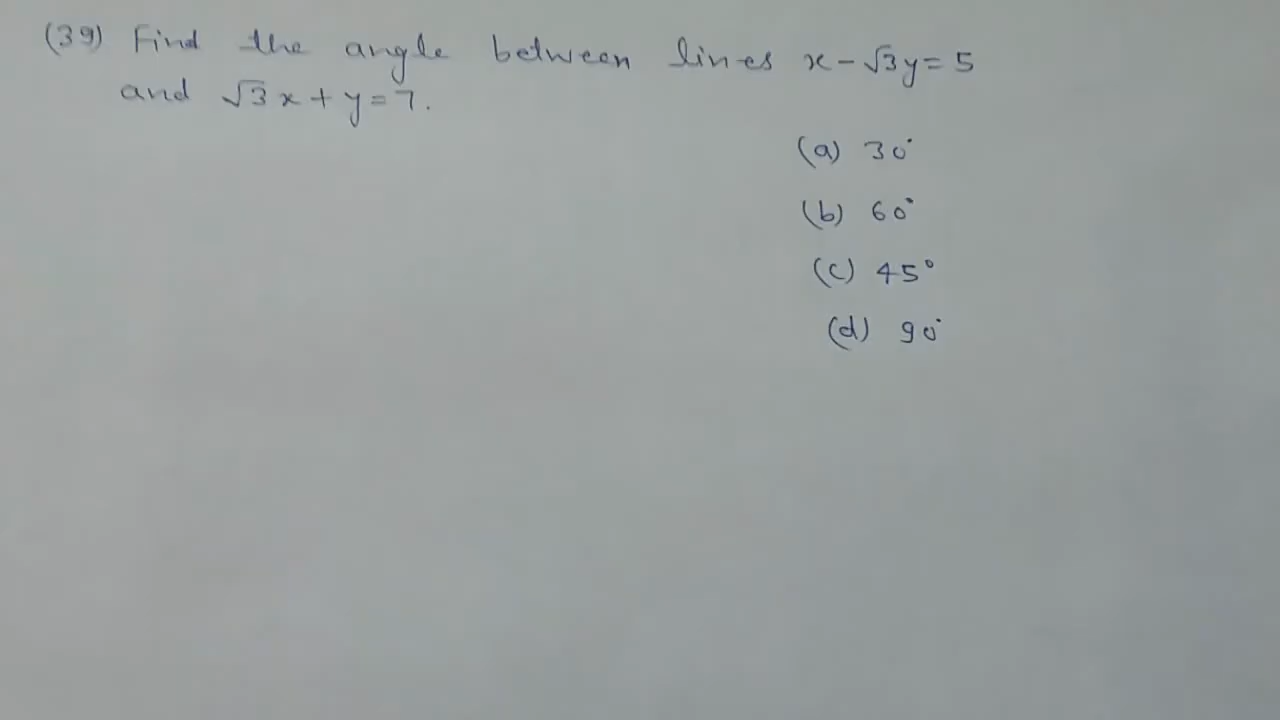 (39) Find the angle between lines x-√3y=5
and √3x+y=7.
(a) 30°
(b) 60°
(c) 45°
(d) 90°